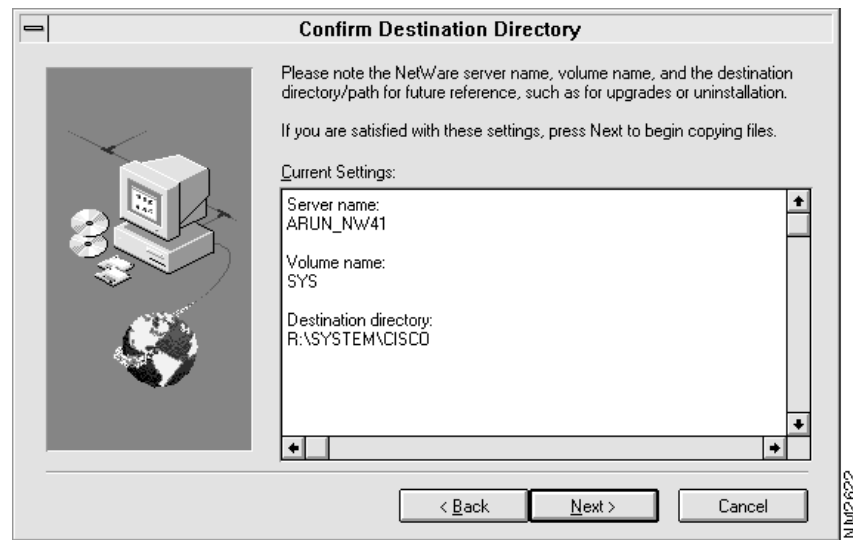 Confirm Destination Directory
Please note the NetWare server name, volume name, and the destination
directory/path for future reference, such as for upgrades or uninstallation.
If you are satisfied with these settings, press Next to begin copying files.
Current Settings:
Server name:
ARUN_NW41
Volume name:
SYS
Destination directory:
R:\SYSTEM\CISCO
< Back
Next >
Cancel
NM2622